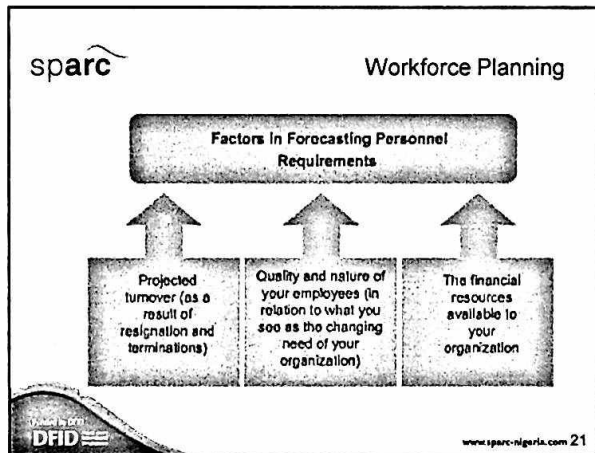 sparc
Workforce Planning
Factors in Forecasting Personnel
Requirements
Projected
turnover (as a
result of
resignation and
terminations)
Quality and nature of
your employees (in
relation to what you
see as the changing
need of your
organization)
The financial
resources
available to
your
organization
DFID
www.sparc-nigeria.com 21